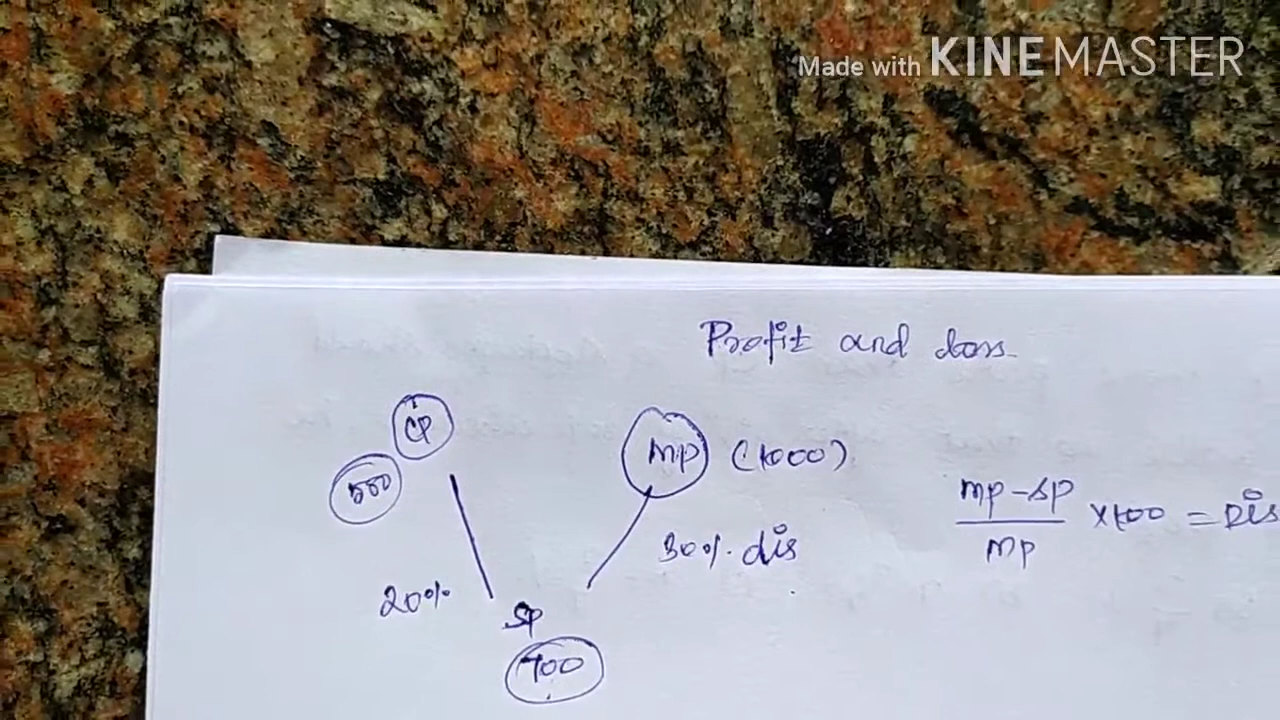 Made with KINEMASTER
Profit and loss
CP
500
MP (1000)
20%
30% dis
SP
700
MP-SP
MP
×100 = Dis